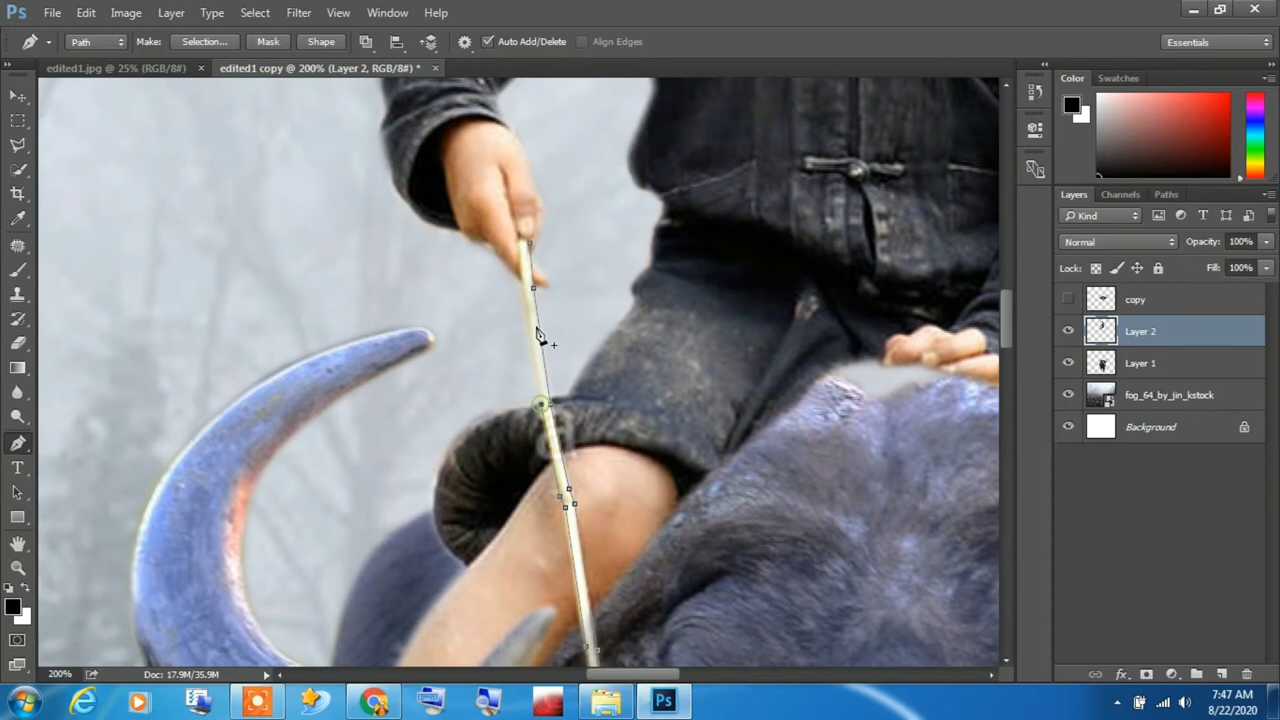 Ps File Edit Image Layer Type Select Filter View Window Help
Path Make: Selection... Mask Shape Auto Add/Delete Align Edges Essentials
edited1.jpg @ 25% (RGB/8#) × edited1 copy @ 200% (Layer 2, RGB/8#) * ×
Color Swatches
Layers Channels Paths
Kind
Normal Opacity: 100%
Lock: Fill: 100%
copy
Layer 2
Layer 1
fog_64_by_jin_kstock
Background
200% Doc: 17.9M/35.9M
Ps
7:47 AM
8/22/2020